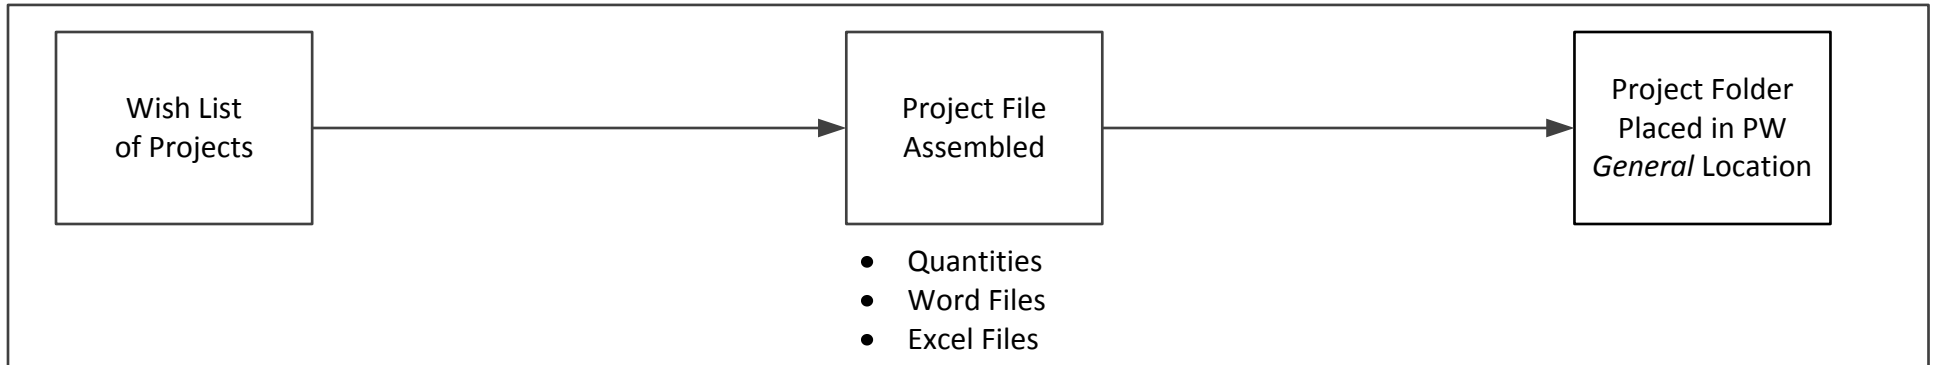 Wish List
of Projects
Project File
Assembled
Project Folder
Placed in PW
General Location
• Quantities
• Word Files
• Excel Files